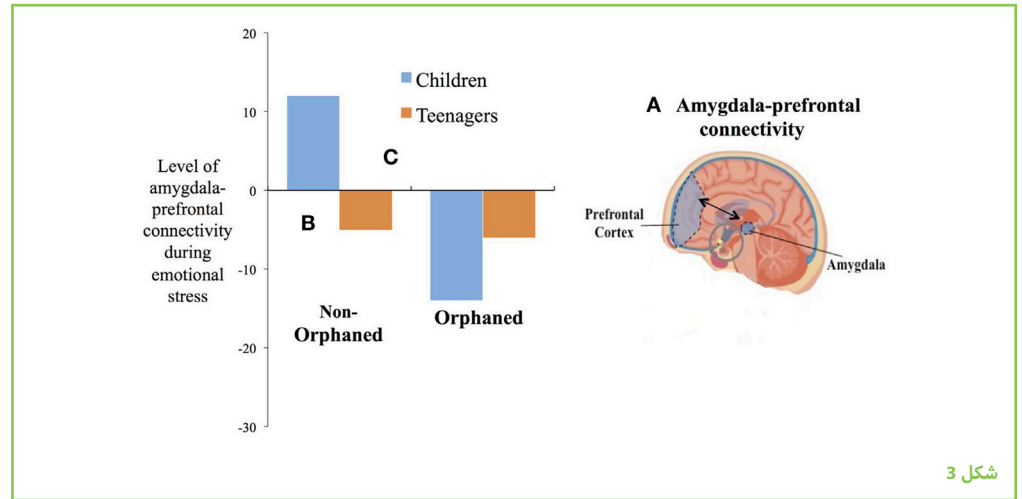 20
10
0
-10
-20
-30
Level of
amygdala-
prefrontal
connectivity
during
emotional
stress
Children
Teenagers
C
B
Non-
Orphaned
Orphaned
A Amygdala-prefrontal
connectivity
Prefrontal
Cortex
Amygdala
شكل 3